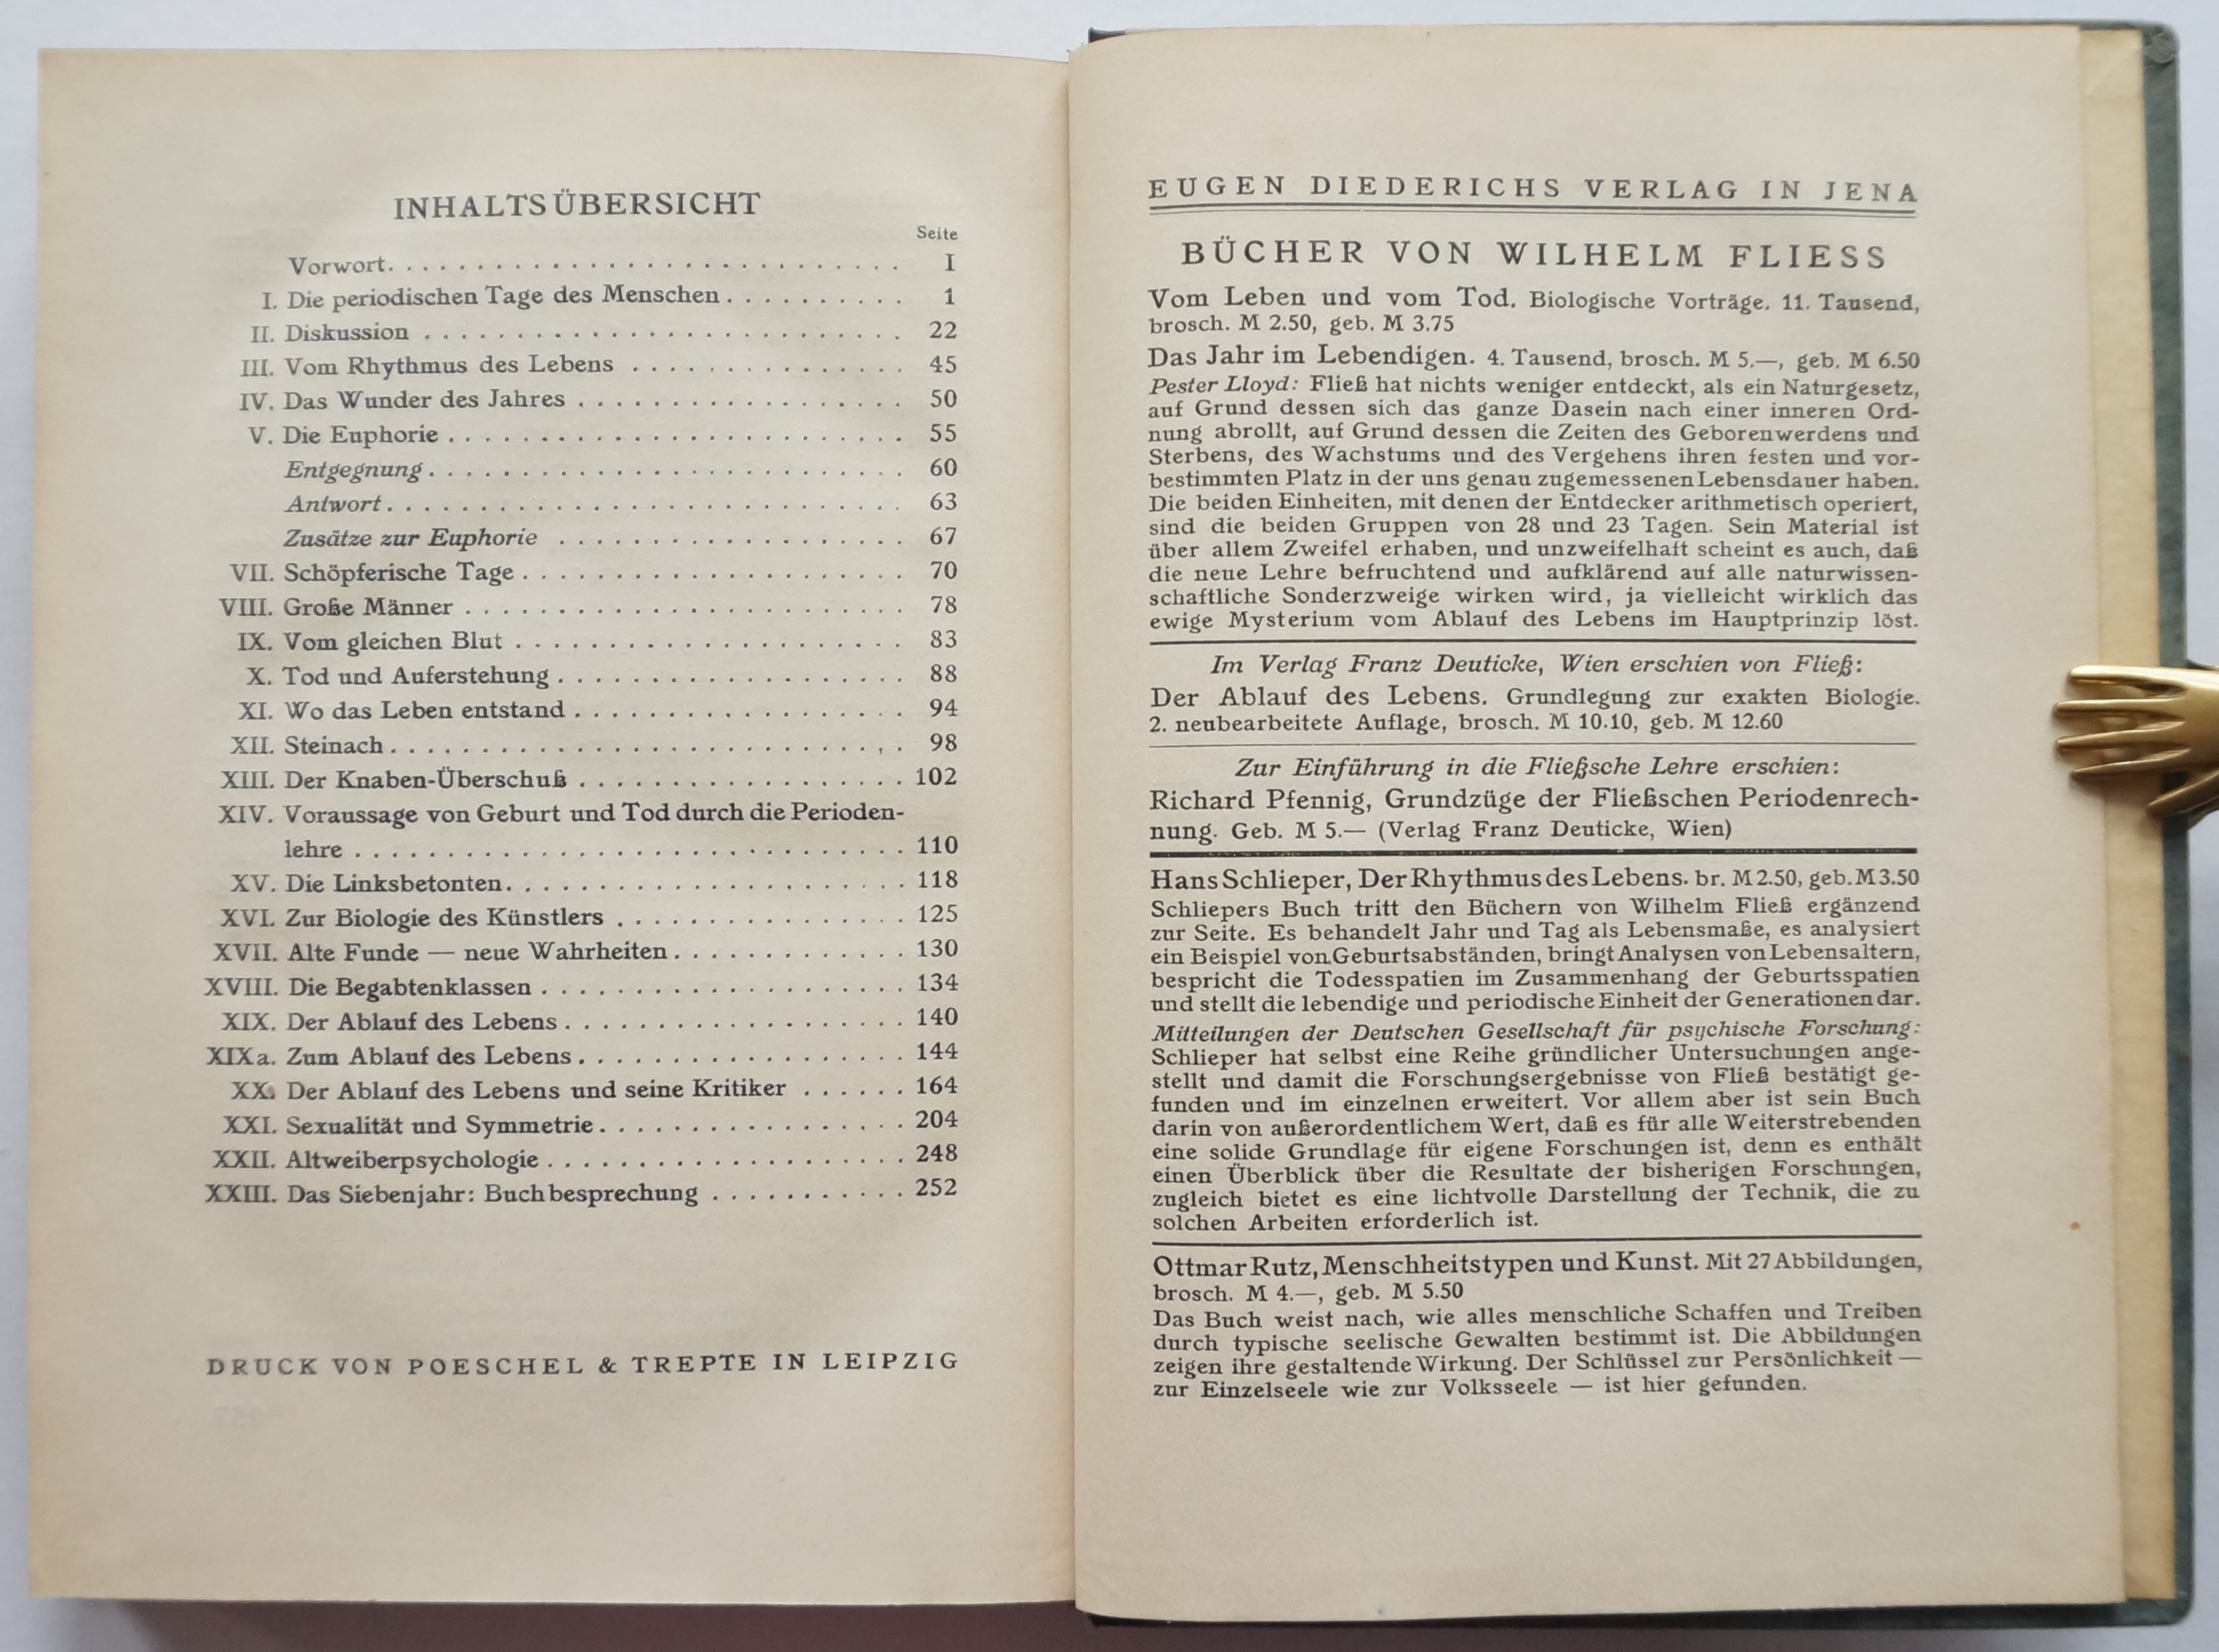 INHALTSÜBERSICHT
Seite
Vorwort. . . . . . . . . . . . . . . . . . . . . . . . . . . . I
I. Die periodischen Tage des Menschen . . . . . . . . . . 1
II. Diskussion . . . . . . . . . . . . . . . . . . . . . . . . . . 22
III. Vom Rhythmus des Lebens . . . . . . . . . . . . . . . 45
IV. Das Wunder des Jahres . . . . . . . . . . . . . . . . . . 50
V. Die Euphorie . . . . . . . . . . . . . . . . . . . . . . . . . 55
Entgegnung . . . . . . . . . . . . . . . . . . . . . . . . . . 60
Antwort . . . . . . . . . . . . . . . . . . . . . . . . . . . . 63
Zusätze zur Euphorie . . . . . . . . . . . . . . . . . . . 67
VII. Schöpferische Tage . . . . . . . . . . . . . . . . . . . . . 70
VIII. Große Männer . . . . . . . . . . . . . . . . . . . . . . . . 78
IX. Vom gleichen Blut . . . . . . . . . . . . . . . . . . . . . 83
X. Tod und Auferstehung . . . . . . . . . . . . . . . . . . . 88
XI. Wo das Leben entstand . . . . . . . . . . . . . . . . . . 94
XII. Steinach . . . . . . . . . . . . . . . . . . . . . . . . . . . . 98
XIII. Der Knaben-Überschuß . . . . . . . . . . . . . . . . . . 102
XIV. Voraussage von Geburt und Tod durch die Perioden-
lehre . . . . . . . . . . . . . . . . . . . . . . . . . . . . . . 110
XV. Die Linksbetonten . . . . . . . . . . . . . . . . . . . . . . 118
XVI. Zur Biologie des Künstlers . . . . . . . . . . . . . . . . 125
XVII. Alte Funde — neue Wahrheiten . . . . . . . . . . . . . 130
XVIII. Die Begabtenklassen . . . . . . . . . . . . . . . . . . . . 134
XIX. Der Ablauf des Lebens . . . . . . . . . . . . . . . . . . . 140
XIXa. Zum Ablauf des Lebens . . . . . . . . . . . . . . . . . . 144
XX. Der Ablauf des Lebens und seine Kritiker . . . . . . 164
XXI. Sexualität und Symmetrie . . . . . . . . . . . . . . . . . 204
XXII. Altweiberpsychologie . . . . . . . . . . . . . . . . . . . . 248
XXIII. Das Siebenjahr: Buchbesprechung . . . . . . . . . . . 252
DRUCK VON POESCHEL & TREPTE IN LEIPZIG
EUGEN DIEDERICHS VERLAG IN JENA
BÜCHER VON WILHELM FLIESS
Vom Leben und vom Tod. Biologische Vorträge. 11. Tausend,
brosch. M 2.50, geb. M 3.75
Das Jahr im Lebendigen. 4. Tausend, brosch. M 5.—, geb. M 6.50
Pester Lloyd: Fließ hat nichts weniger entdeckt, als ein Naturgesetz,
auf Grund dessen sich das ganze Dasein nach einer inneren Ord-
nung abrollt, auf Grund dessen die Zeiten des Geborenwerdens und
Sterbens, des Wachstums und des Vergehens ihren festen und vor-
bestimmten Platz in der uns genau zugemessenen Lebensdauer haben.
Die beiden Einheiten, mit denen der Entdecker arithmetisch operiert,
sind die beiden Gruppen von 28 und 23 Tagen. Sein Material ist
über allem Zweifel erhaben, und unzweifelhaft scheint es auch, daß
die neue Lehre befruchtend und aufklärend auf alle naturwissen-
schaftliche Sonderzweige wirken wird, ja vielleicht wirklich das
ewige Mysterium vom Ablauf des Lebens im Hauptprinzip löst.
Im Verlag Franz Deuticke, Wien erschien von Fließ:
Der Ablauf des Lebens. Grundlegung zur exakten Biologie.
2. neubearbeitete Auflage, brosch. M 10.10, geb. M 12.60
Zur Einführung in die Fließsche Lehre erschien:
Richard Pfennig, Grundzüge der Fließschen Periodenrech-
nung. Geb. M 5.— (Verlag Franz Deuticke, Wien)
Hans Schlieper, Der Rhythmus des Lebens. br. M 2.50, geb. M 3.50
Schliepers Buch tritt den Büchern von Wilhelm Fließ ergänzend
zur Seite. Es behandelt Jahr und Tag als Lebensmaße, es analysiert
ein Beispiel von Geburtsabständen, bringt Analysen von Lebensaltern,
bespricht die Todesspatien im Zusammenhang der Geburtsspatien
und stellt die lebendige und periodische Einheit der Generationen dar.
Mitteilungen der Deutschen Gesellschaft für psychische Forschung:
Schlieper hat selbst eine Reihe gründlicher Untersuchungen ange-
stellt und damit die Forschungsergebnisse von Fließ bestätigt ge-
funden und im einzelnen erweitert. Vor allem aber ist sein Buch
darin von außerordentlichem Wert, daß es für alle Weiterstrebenden
eine solide Grundlage für eigene Forschungen ist, denn es enthält
einen Überblick über die Resultate der bisherigen Forschungen,
zugleich bietet es eine lichtvolle Darstellung der Technik, die zu
solchen Arbeiten erforderlich ist.
Ottmar Rutz, Menschheitstypen und Kunst. Mit 27 Abbildungen,
brosch. M 4.—, geb. M 5.50
Das Buch weist nach, wie alles menschliche Schaffen und Treiben
durch typische seelische Gewalten bestimmt ist. Die Abbildungen
zeigen ihre gestaltende Wirkung. Der Schlüssel zur Persönlichkeit —
zur Einzelseele wie zur Volksseele — ist hier gefunden.